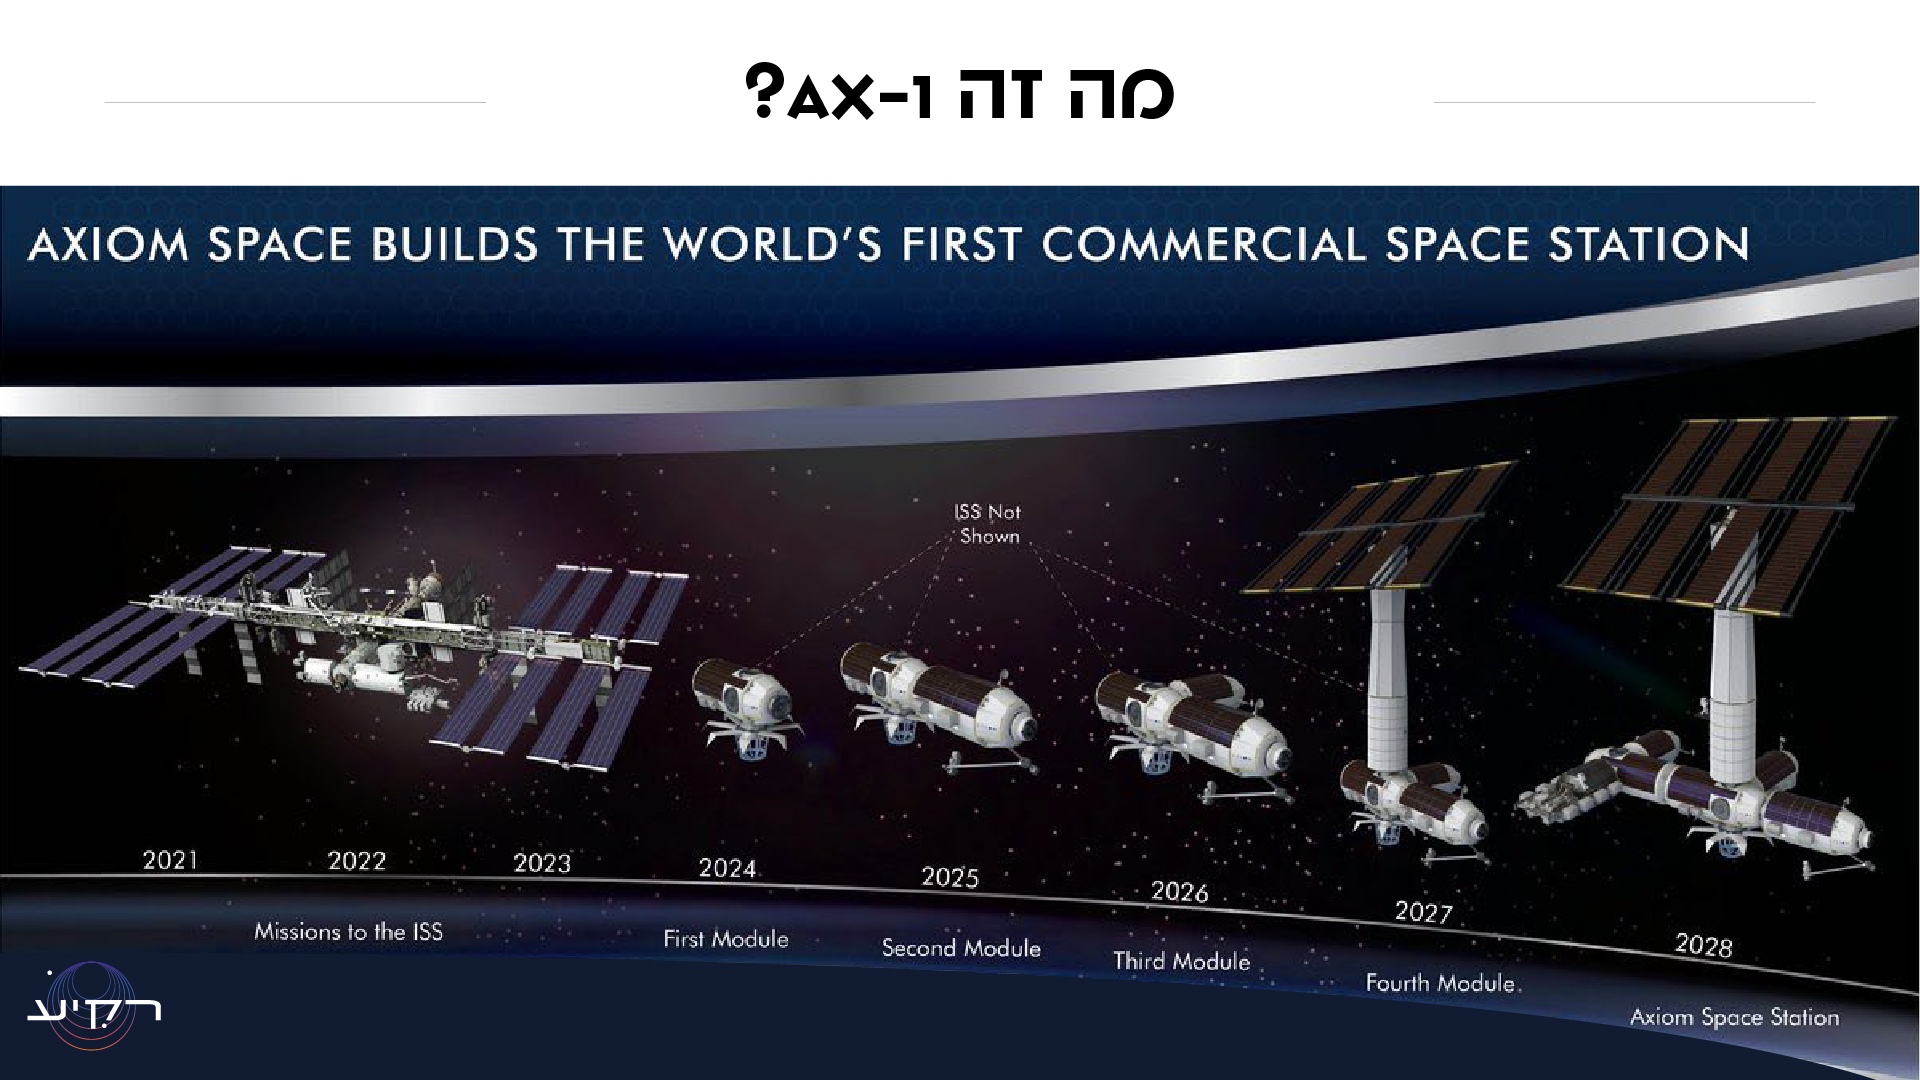 מה זה AX-1?
AXIOM SPACE BUILDS THE WORLD'S FIRST COMMERCIAL SPACE STATION
ISS Not
Shown
2021
2022
2023
2024
2025
2026
2027
2028
Missions to the ISS
First Module
Second Module
Third Module
Fourth Module
Axiom Space Station
רקיע